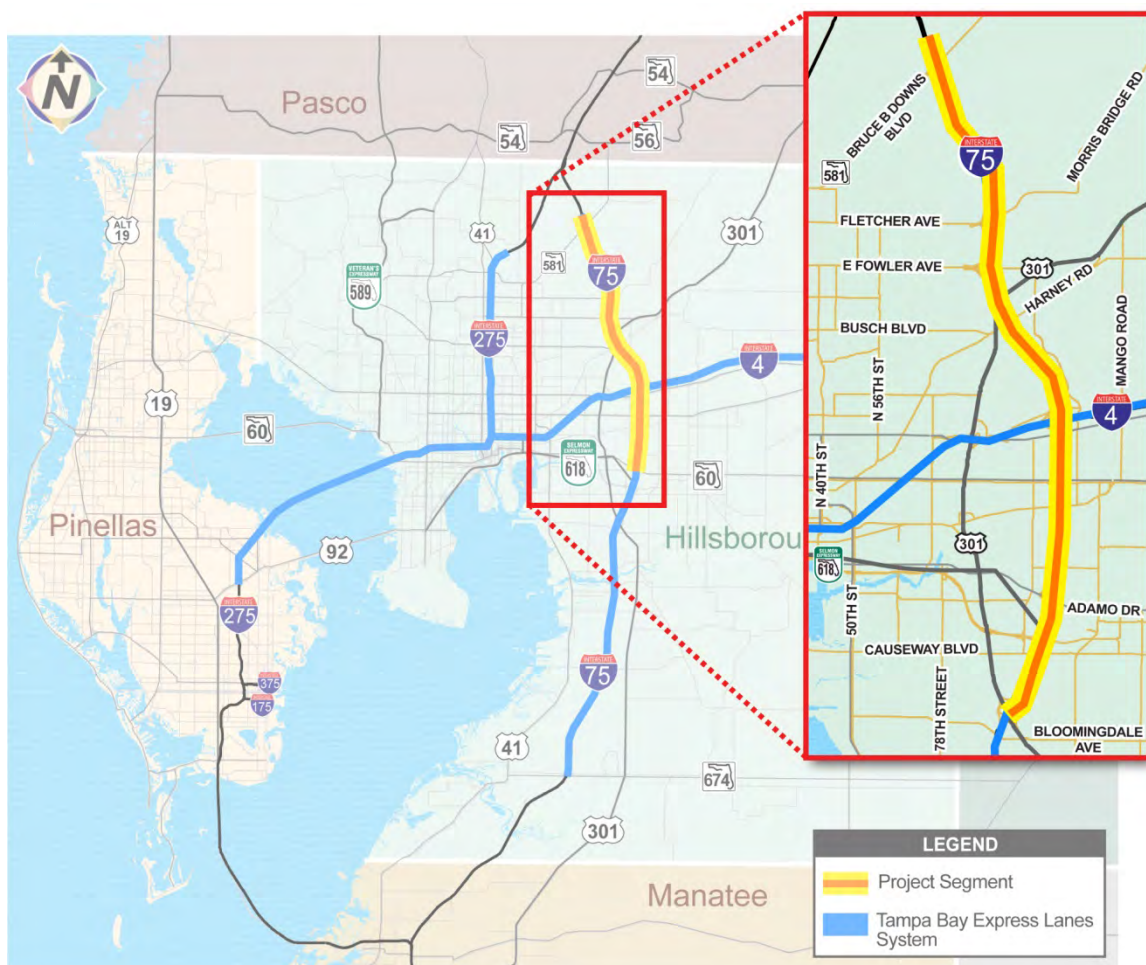 N
Pasco
54
54
56
ALT
19
41
301
581
VETERAN'S
EXPRESSWAY
589
INTERSTATE
75
INTERSTATE
275
INTERSTATE
4
19
60
SELMON
EXPRESSWAY
618
60
Pinellas
92
Hillsborou
INTERSTATE
275
INTERSTATE
75
375
175
41
674
301
Manatee
BRUCE B DOWNS
BLVD
INTERSTATE
75
MORRIS BRIDGE RD
581
FLETCHER AVE
E FOWLER AVE
301
HARNEY RD
BUSCH BLVD
MANGO ROAD
N 56TH ST
INTERSTATE
4
N 40TH ST
301
SELMON
EXPRESSWAY
618
50TH ST
ADAMO DR
CAUSEWAY BLVD
78TH STREET
BLOOMINGDALE
AVE
LEGEND
Project Segment
Tampa Bay Express Lanes
System